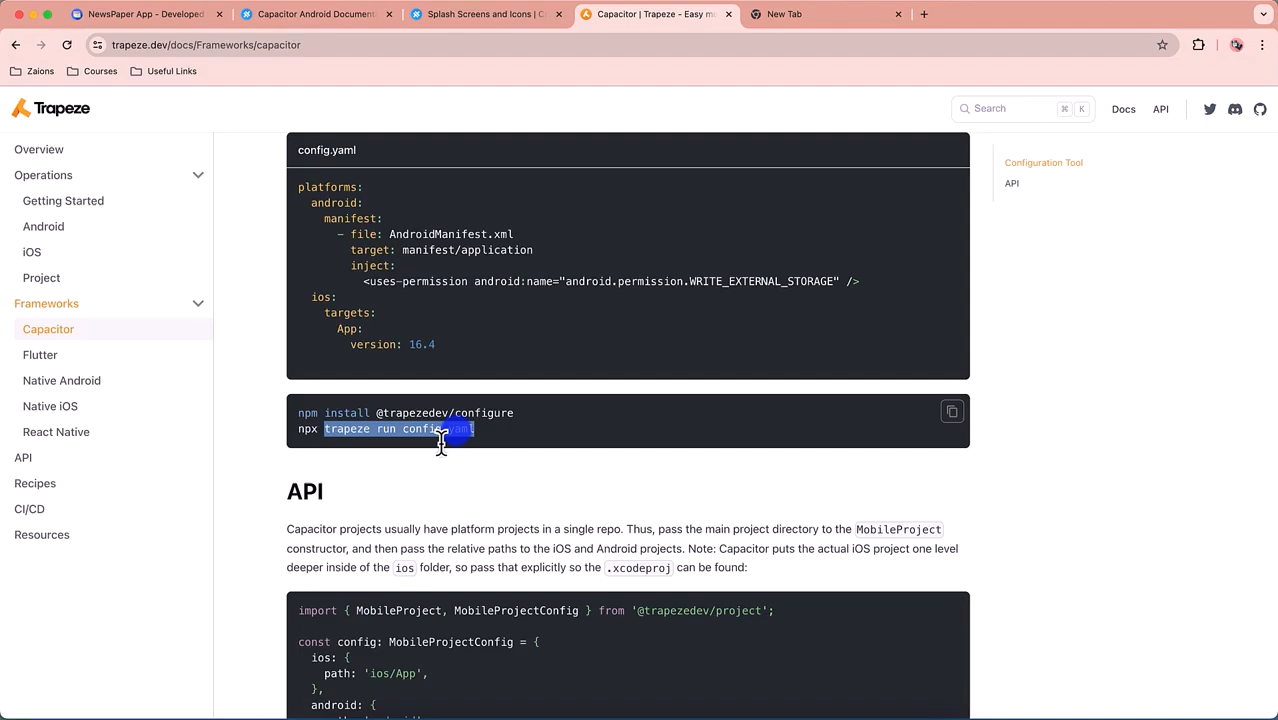 NewsPaper App - Developed
Capacitor Android Document
Splash Screens and Icons | C
Capacitor | Trapeze - Easy m
New Tab
trapeze.dev/docs/Frameworks/capacitor
Zaions
Courses
Useful Links
Trapeze
Search
⌘ K
Docs
API
Overview
Operations
Getting Started
Android
iOS
Project
Frameworks
Capacitor
Flutter
Native Android
Native iOS
React Native
API
Recipes
CI/CD
Resources
config.yaml
platforms:
android:
manifest:
- file: AndroidManifest.xml
target: manifest/application
inject:
<uses-permission android:name="android.permission.WRITE_EXTERNAL_STORAGE" />
ios:
targets:
App:
version: 16.4
npm install @trapezedev/configure
npx trapeze run config.yaml
API
Capacitor projects usually have platform projects in a single repo. Thus, pass the main project directory to the MobileProject
constructor, and then pass the relative paths to the iOS and Android projects. Note: Capacitor puts the actual iOS project one level
deeper inside of the ios folder, so pass that explicitly so the .xcodeproj can be found:
import { MobileProject, MobileProjectConfig } from '@trapezedev/project';
const config: MobileProjectConfig = {
ios: {
path: 'ios/App',
},
android: {
Configuration Tool
API